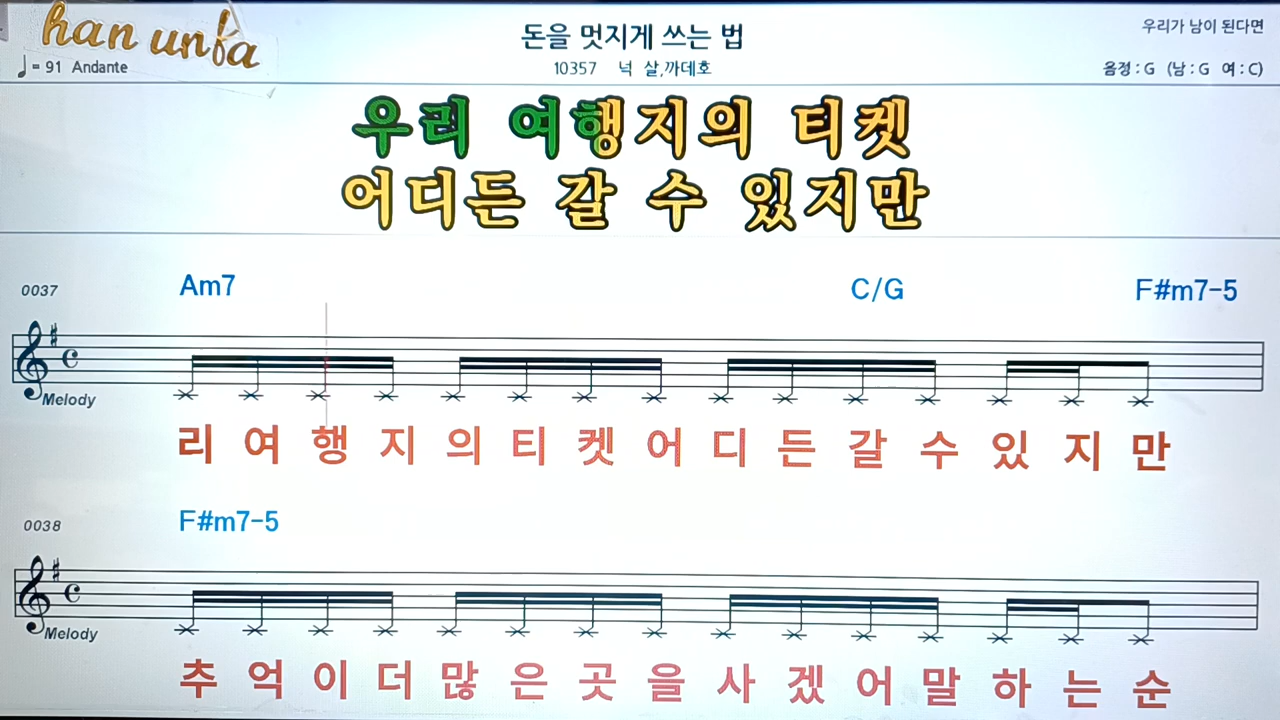 han unfa
♩= 91 Andante
돈을 멋지게 쓰는 법
10357 넉 살,까데호
우리가 남이 된다면
음정 : G (남 : G 여 : C)
우리 여행지의 티켓
어디든 갈 수 있지만
0037 Am7 C/G F#m7-5
Melody
리 여 행 지 의 티 켓 어 디 든 갈 수 있 지 만
0038 F#m7-5
Melody
추 억 이 더 많 은 곳 을 사 겠 어 말 하 는 순